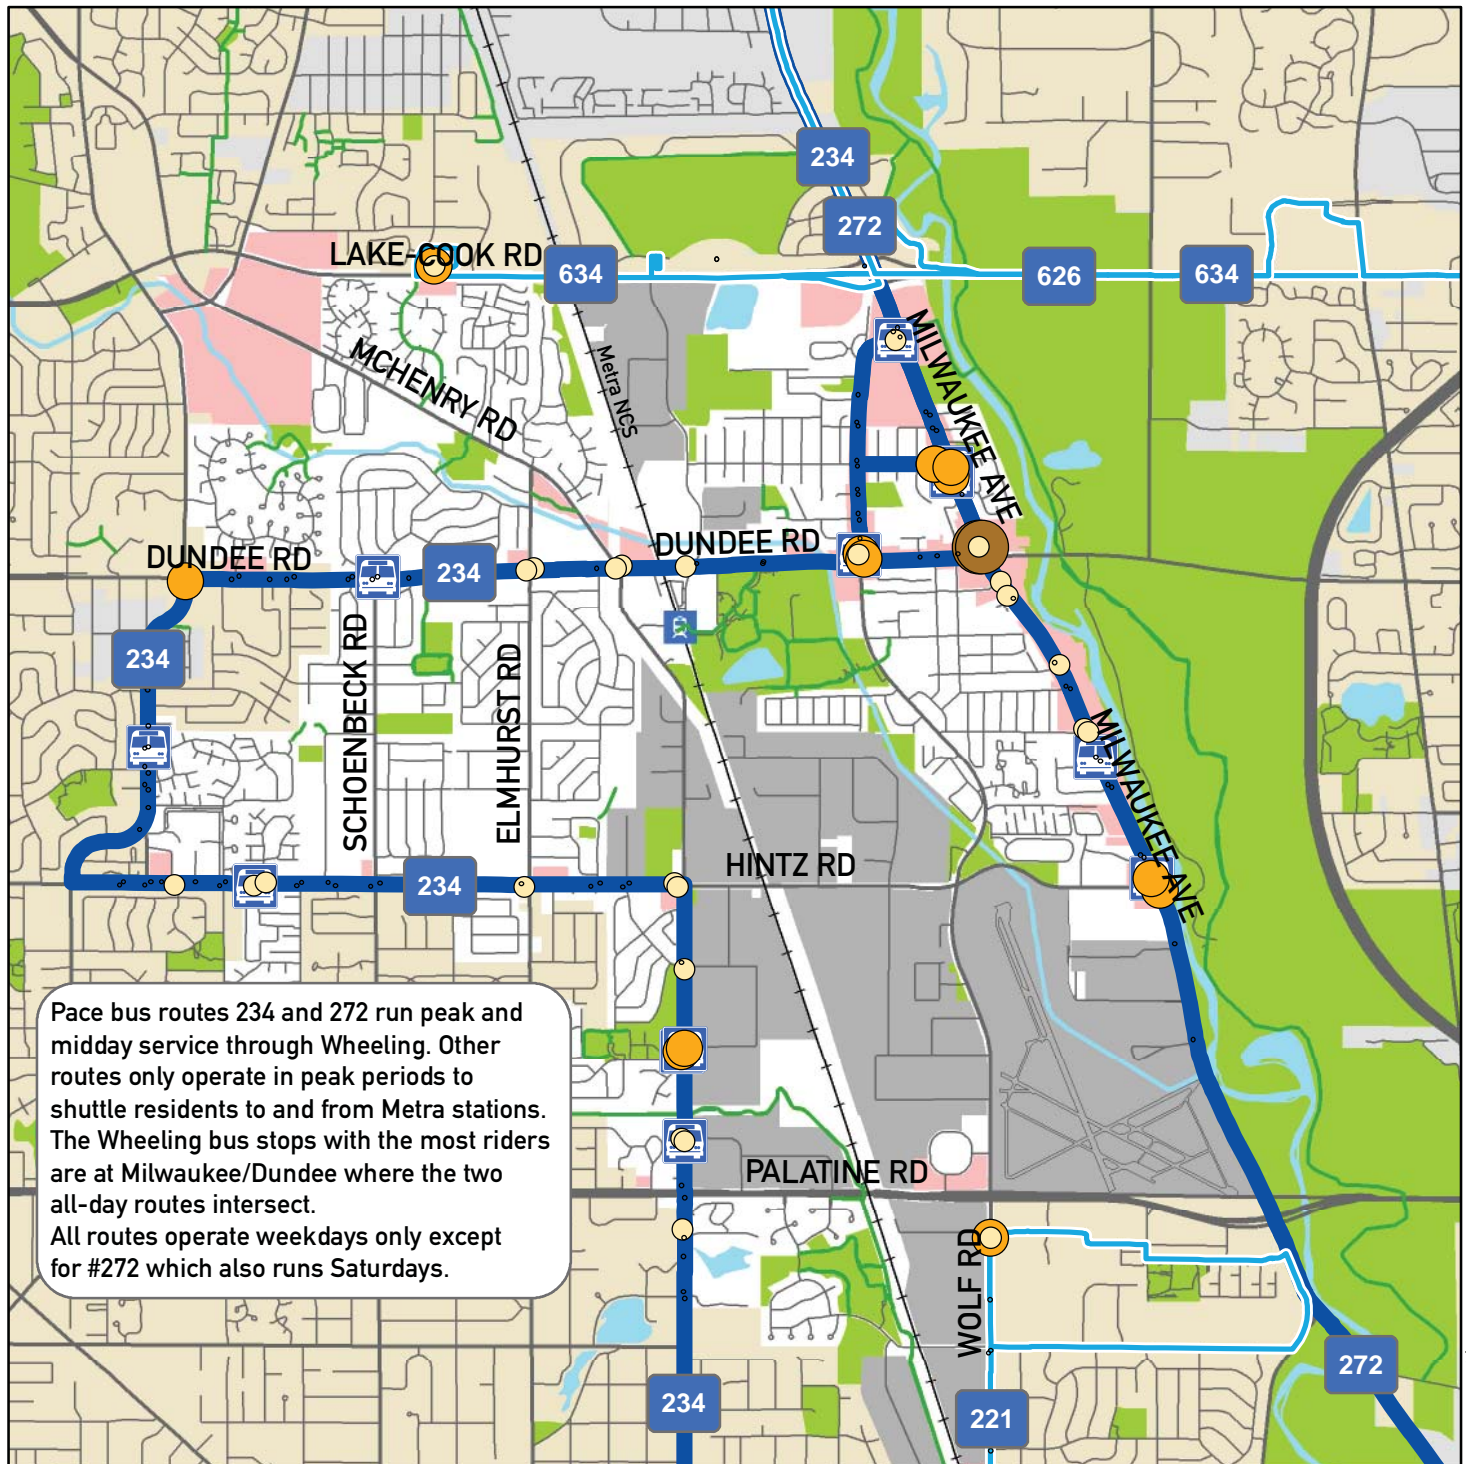 234
272
LAKE-COOK RD
634
626
634
MILWAUKEE AVE
MCHENRY RD
Metra NCS
DUNDEE RD
DUNDEE RD
234
234
SCHOENBECK RD
ELMHURST RD
MILWAUKEE AVE
HINTZ RD
234
Pace bus routes 234 and 272 run peak and
midday service through Wheeling. Other
routes only operate in peak periods to
shuttle residents to and from Metra stations.
The Wheeling bus stops with the most riders
are at Milwaukee/Dundee where the two
all-day routes intersect.
All routes operate weekdays only except
for #272 which also runs Saturdays.
PALATINE RD
WOLF RD
272
234
221